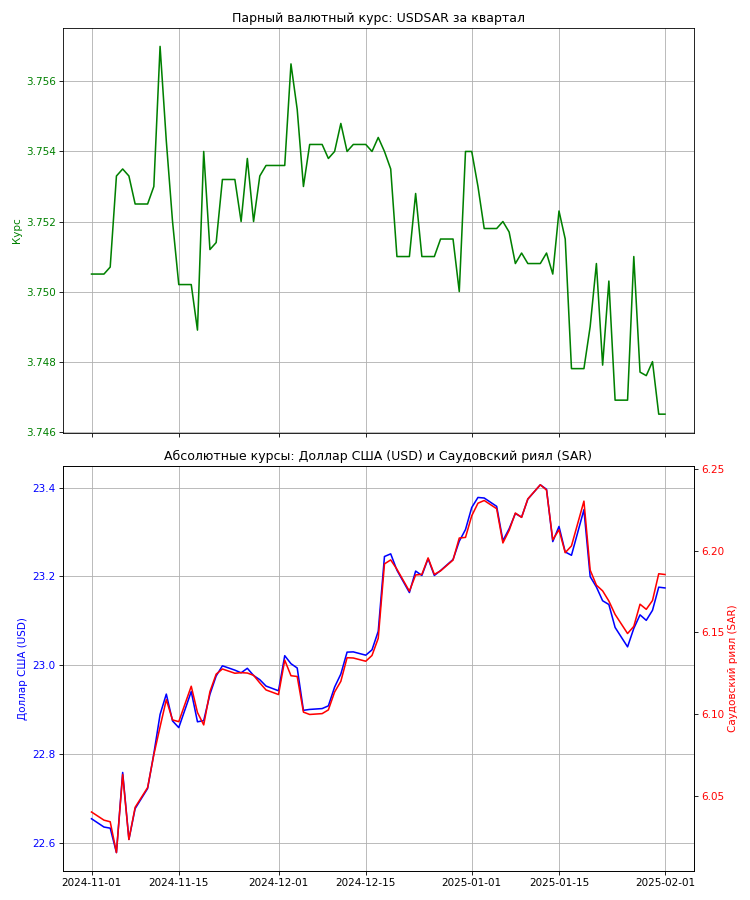 Парный валютный курс: USDSAR за квартал
3.756
3.754
3.752
3.750
3.748
3.746
Курс
Абсолютные курсы: Доллар США (USD) и Саудовский риял (SAR)
23.4
23.2
23.0
22.8
22.6
Доллар США (USD)
6.25
6.20
6.15
6.10
6.05
Саудовский риял (SAR)
2024-11-01 2024-11-15 2024-12-01 2024-12-15 2025-01-01 2025-01-15 2025-02-01